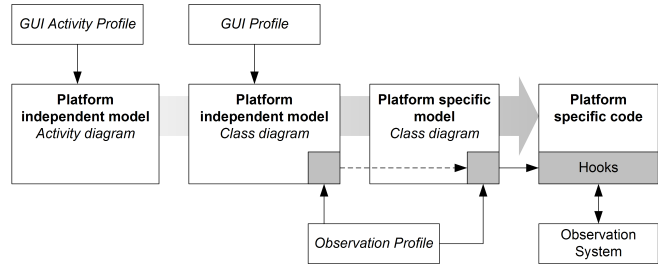 GUI Activity Profile
GUI Profile
Platform
independent model
Activity diagram
Platform
independent model
Class diagram
Platform specific
model
Class diagram
Platform
specific code
Hooks
Observation Profile
Observation
System